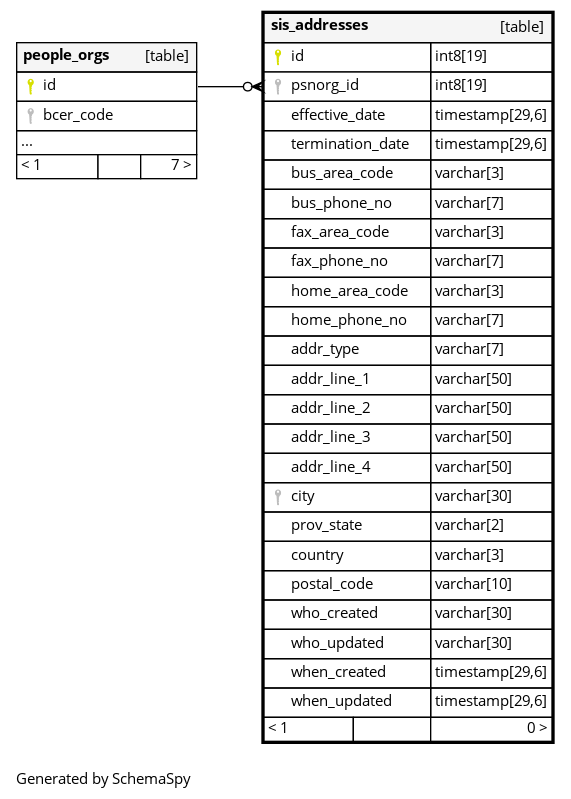 people_orgs [table]
id
bcer_code
...
< 1 7 >
sis_addresses [table]
id int8[19]
psnorg_id int8[19]
effective_date timestamp[29,6]
termination_date timestamp[29,6]
bus_area_code varchar[3]
bus_phone_no varchar[7]
fax_area_code varchar[3]
fax_phone_no varchar[7]
home_area_code varchar[3]
home_phone_no varchar[7]
addr_type varchar[7]
addr_line_1 varchar[50]
addr_line_2 varchar[50]
addr_line_3 varchar[50]
addr_line_4 varchar[50]
city varchar[30]
prov_state varchar[2]
country varchar[3]
postal_code varchar[10]
who_created varchar[30]
who_updated varchar[30]
when_created timestamp[29,6]
when_updated timestamp[29,6]
< 1 0 >
Generated by SchemaSpy